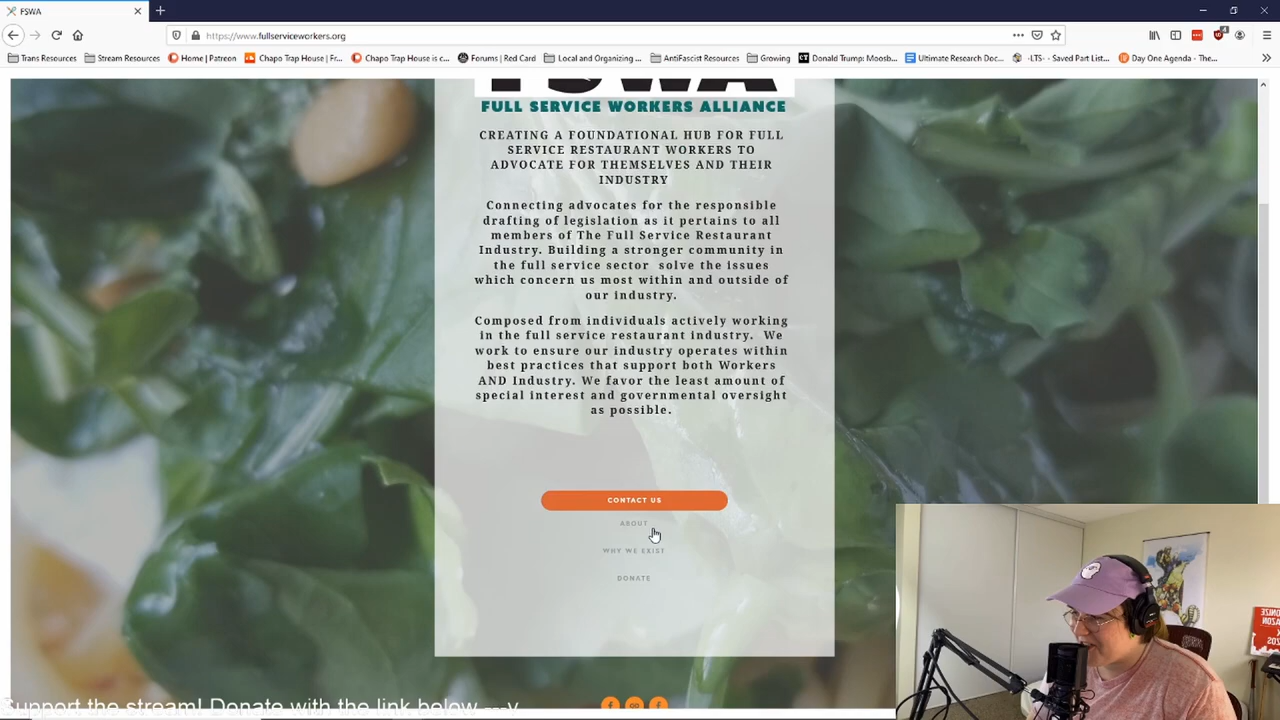 FSWA
https://www.fullserviceworkers.org
Trans Resources
Stream Resources
Home | Patreon
Chapo Trap House | Fr...
Chapo Trap House is c...
Forums | Red Card
Local and Organizing ...
AntiFascist Resources
Donald Trump: Moosb...
Ultimate Research Doc...
-LTS- - Saved Part List...
Growing
Day One Agenda - The...
FSWA
FULL SERVICE WORKERS ALLIANCE
CREATING A FOUNDATIONAL HUB FOR FULL
SERVICE RESTAURANT WORKERS TO
ADVOCATE FOR THEMSELVES AND THEIR
INDUSTRY
Connecting advocates for the responsible
drafting of legislation as it pertains to all
members of The Full Service Restaurant
Industry. Building a stronger community in
the full service sector solve the issues
which concern us most within and outside of
our industry.
Composed from individuals actively working
in the full service restaurant industry. We
work to ensure our industry operates within
best practices that support both Workers
AND Industry. We favor the least amount of
special interest and governmental oversight
as possible.
CONTACT US
ABOUT
WHY WE EXIST
DONATE
Support the stream! Donate with the link below ---v